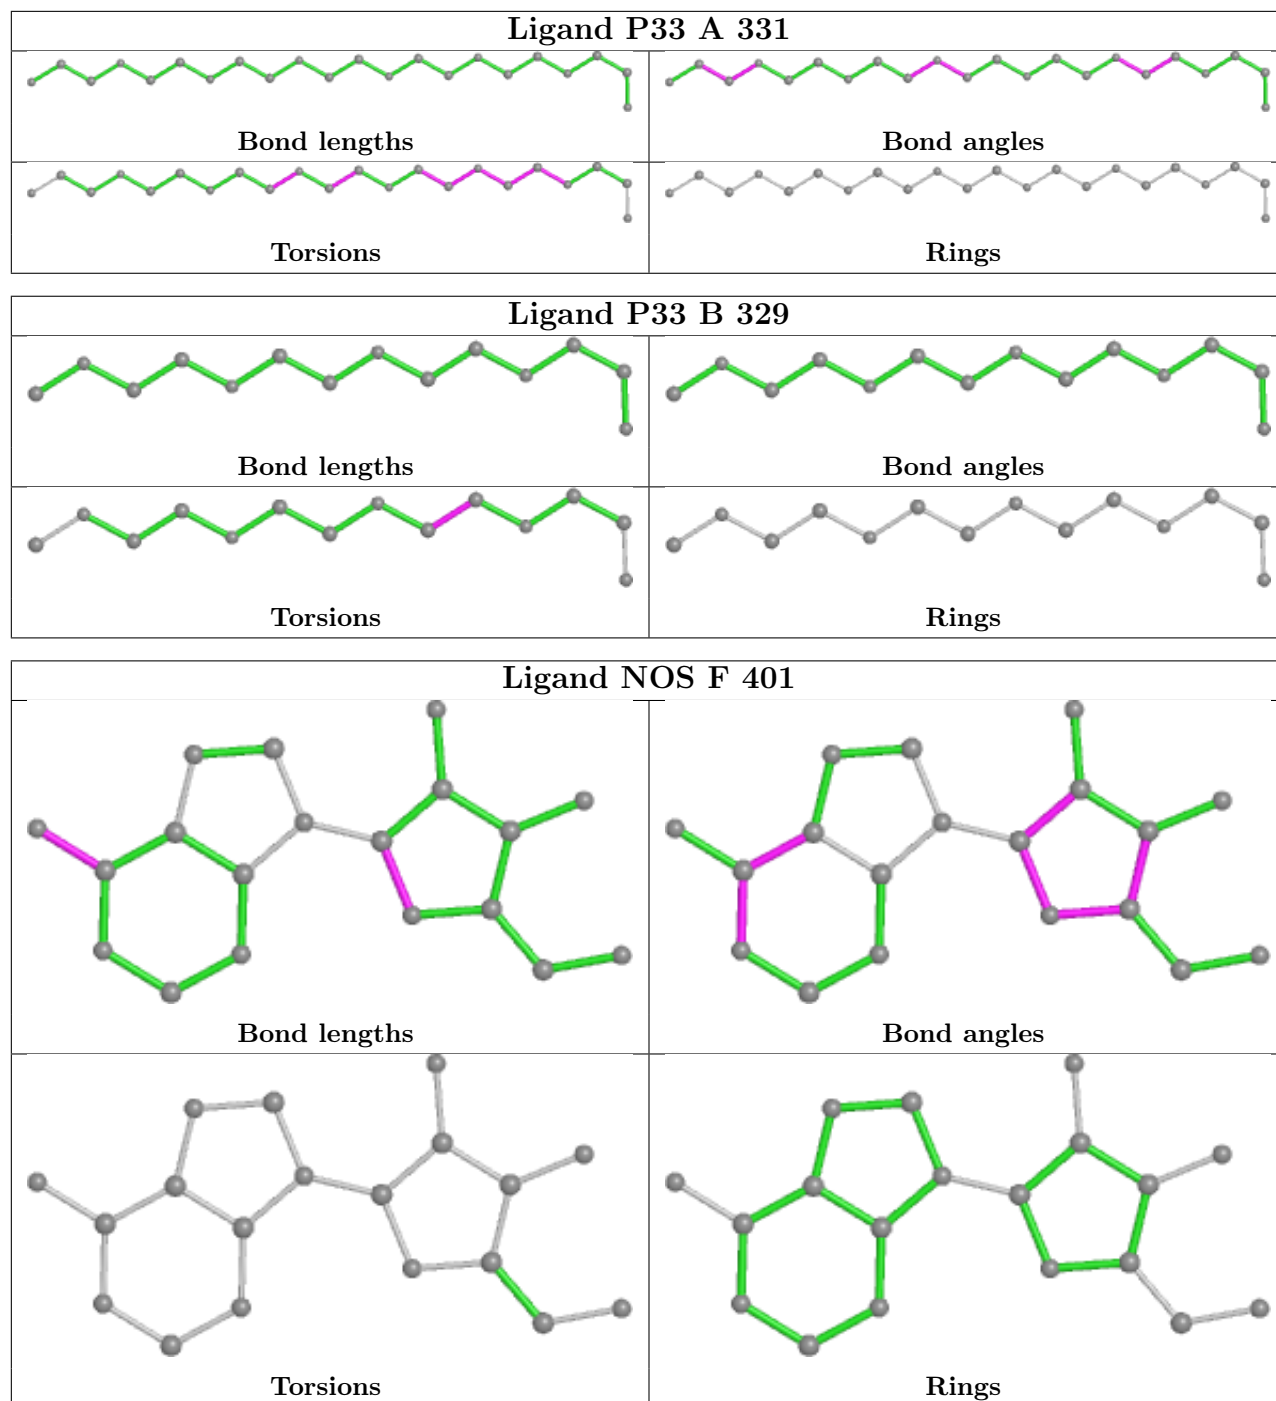 Ligand P33 A 331
Bond lengths
Bond angles
Torsions
Rings
Ligand P33 B 329
Bond lengths
Bond angles
Torsions
Rings
Ligand NOS F 401
Bond lengths
Bond angles
Torsions
Rings